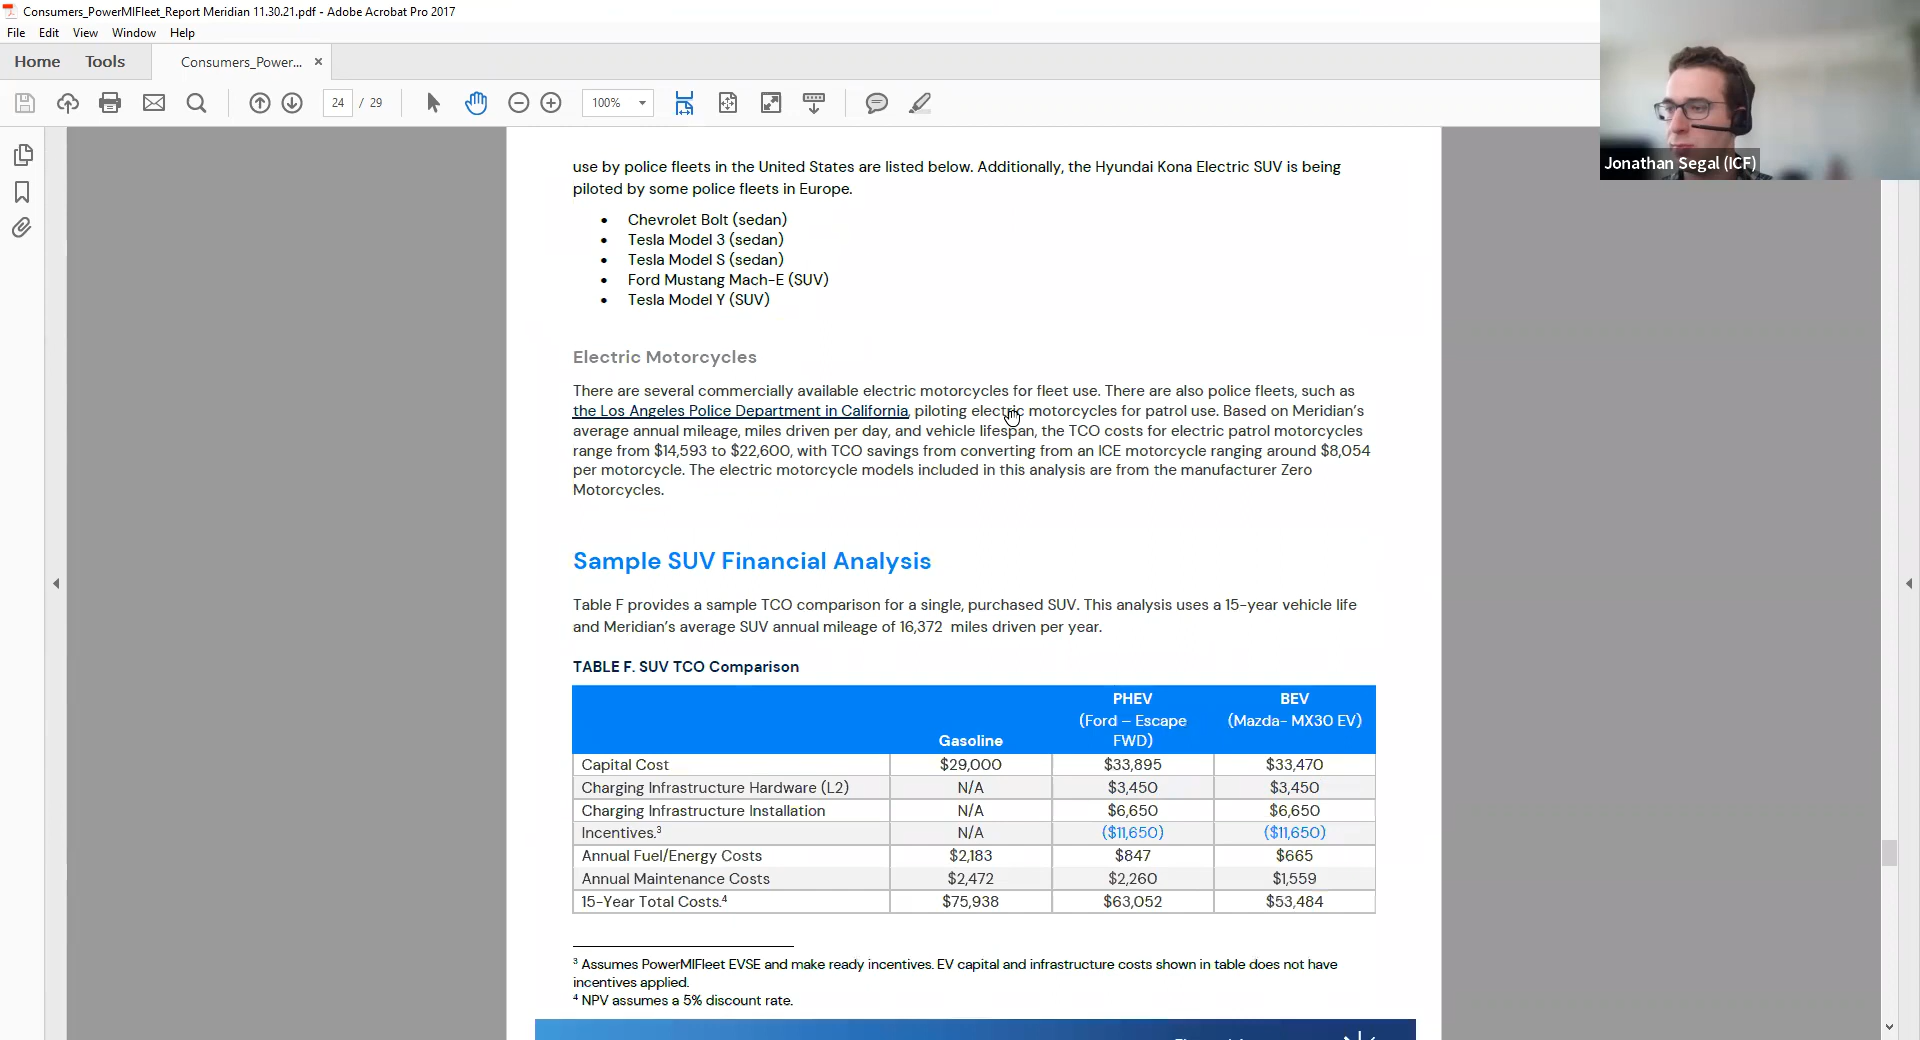 Consumers_PowerMIFleet_Report Meridian 11.30.21.pdf - Adobe Acrobat Pro 2017
File Edit View Window Help
Home Tools Consumers_Power... ×
24 / 29 100%
Jonathan Segal (ICF)
use by police fleets in the United States are listed below. Additionally, the Hyundai Kona Electric SUV is being
piloted by some police fleets in Europe.
• Chevrolet Bolt (sedan)
• Tesla Model 3 (sedan)
• Tesla Model S (sedan)
• Ford Mustang Mach-E (SUV)
• Tesla Model Y (SUV)
Electric Motorcycles
There are several commercially available electric motorcycles for fleet use. There are also police fleets, such as
the Los Angeles Police Department in California, piloting electric motorcycles for patrol use. Based on Meridian's
average annual mileage, miles driven per day, and vehicle lifespan, the TCO costs for electric patrol motorcycles
range from $14,593 to $22,600, with TCO savings from converting from an ICE motorcycle ranging around $8,054
per motorcycle. The electric motorcycle models included in this analysis are from the manufacturer Zero
Motorcycles.
Sample SUV Financial Analysis
Table F provides a sample TCO comparison for a single, purchased SUV. This analysis uses a 15-year vehicle life
and Meridian's average SUV annual mileage of 16,372 miles driven per year.
TABLE F. SUV TCO Comparison
Gasoline PHEV (Ford – Escape FWD) BEV (Mazda- MX30 EV)
Capital Cost $29,000 $33,895 $33,470
Charging Infrastructure Hardware (L2) N/A $3,450 $3,450
Charging Infrastructure Installation N/A $6,650 $6,650
Incentives.³ N/A ($11,650) ($11,650)
Annual Fuel/Energy Costs $2,183 $847 $665
Annual Maintenance Costs $2,472 $2,260 $1,559
15-Year Total Costs.⁴ $75,938 $63,052 $53,484
³ Assumes PowerMIFleet EVSE and make ready incentives. EV capital and infrastructure costs shown in table does not have
incentives applied.
⁴ NPV assumes a 5% discount rate.